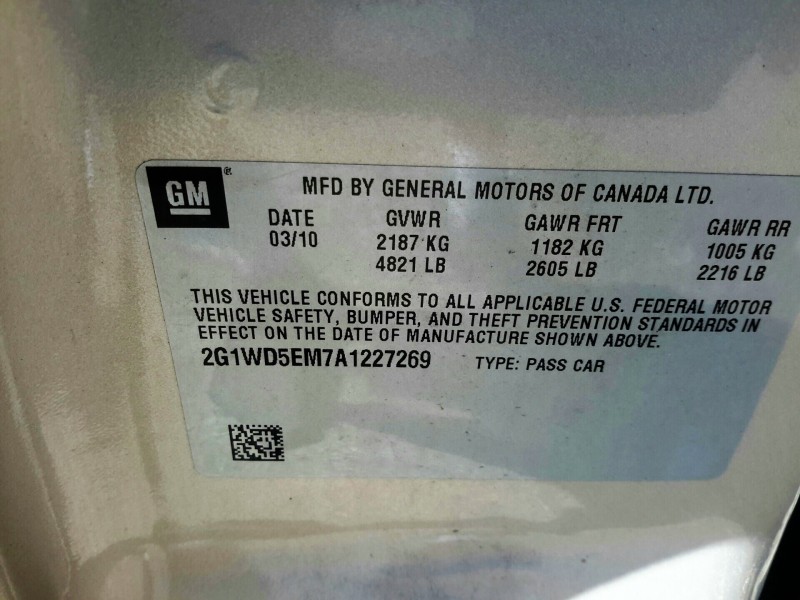 GM ® MFD BY GENERAL MOTORS OF CANADA LTD.
DATE GVWR GAWR FRT GAWR RR
03/10 2187 KG 1182 KG 1005 KG
4821 LB 2605 LB 2216 LB
THIS VEHICLE CONFORMS TO ALL APPLICABLE U.S. FEDERAL MOTOR
VEHICLE SAFETY, BUMPER, AND THEFT PREVENTION STANDARDS IN
EFFECT ON THE DATE OF MANUFACTURE SHOWN ABOVE.
2G1WD5EM7A1227269 TYPE: PASS CAR